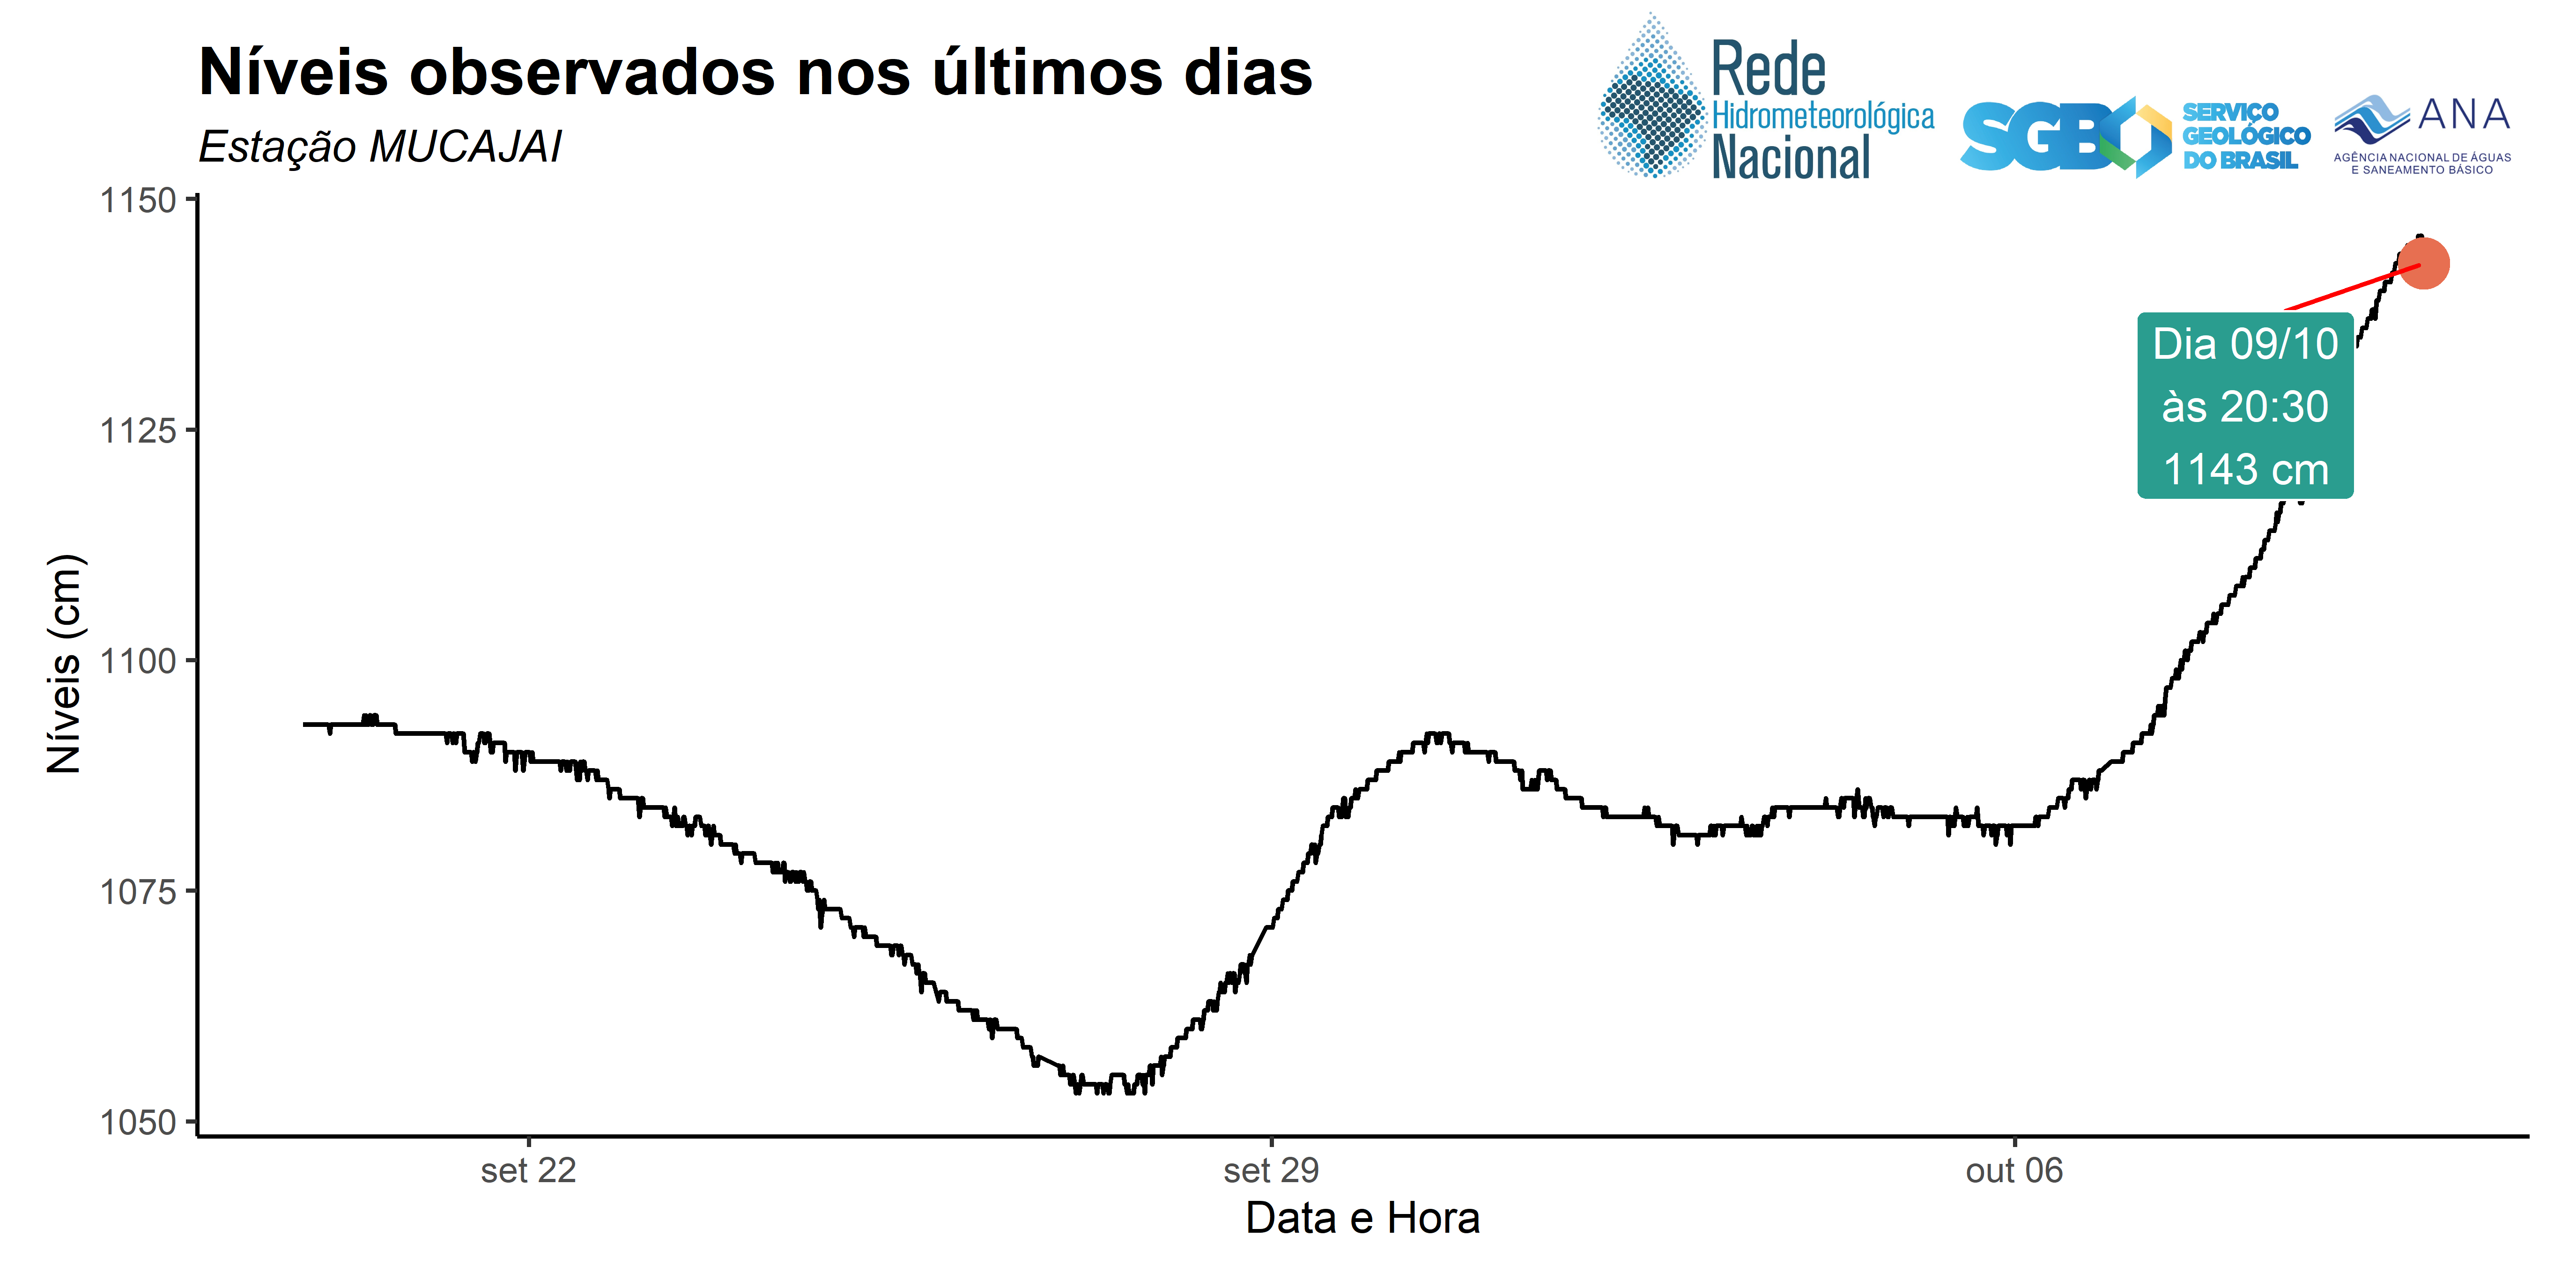 Níveis observados nos últimos dias
Estação MUCAJAI
Rede
Hidrometeorológica
Nacional
SGB
SERVIÇO
GEOLÓGICO
DO BRASIL
ANA
AGÊNCIA NACIONAL DE ÁGUAS
E SANEAMENTO BÁSICO
1150
1125
1100
1075
1050
Níveis (cm)
Dia 09/10
às 20:30
1143 cm
set 22
set 29
out 06
Data e Hora